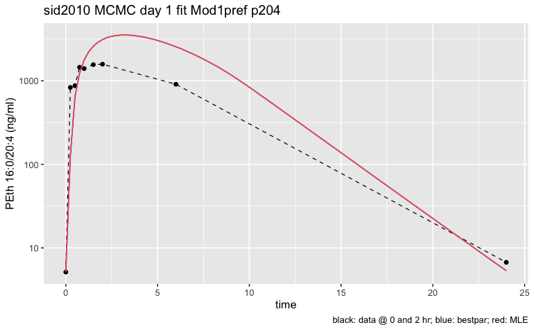 sid2010 MCMC day 1 fit Mod1pref p204
PEth 16:0/20:4 (ng/ml)
1000
100
10
0
5
10
15
20
25
time
black: data @ 0 and 2 hr; blue: bestpar; red: MLE